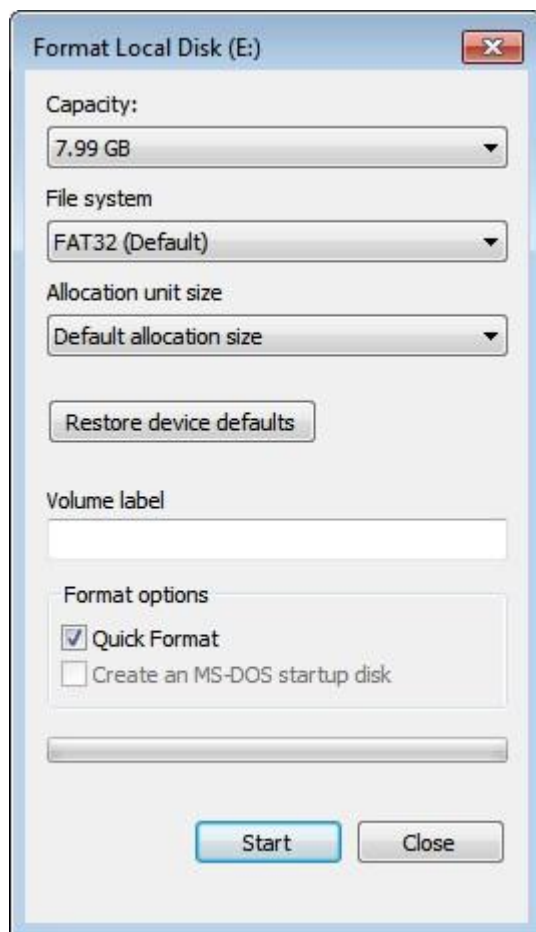 Format Local Disk (E:)
Capacity:
7.99 GB
File system
FAT32 (Default)
Allocation unit size
Default allocation size
Restore device defaults
Volume label
Format options
Quick Format
Create an MS-DOS startup disk
Start Close